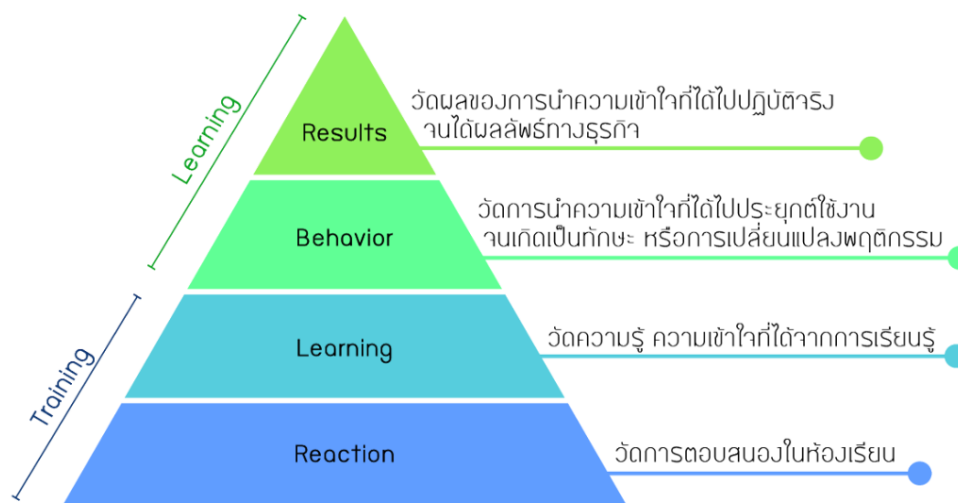 Learning
Results
วัดผลของการนำความเข้าใจที่ได้ไปปฏิบัติจริง
จนได้ผลลัพธ์ทางธุรกิจ
Behavior
วัดการนำความเข้าใจที่ได้ไปประยุกต์ใช้งาน
จนเกิดเป็นทักษะ หรือการเปลี่ยนแปลงพฤติกรรม
Training
Learning
วัดความรู้ ความเข้าใจที่ได้จากการเรียนรู้
Reaction
วัดการตอบสนองในห้องเรียน